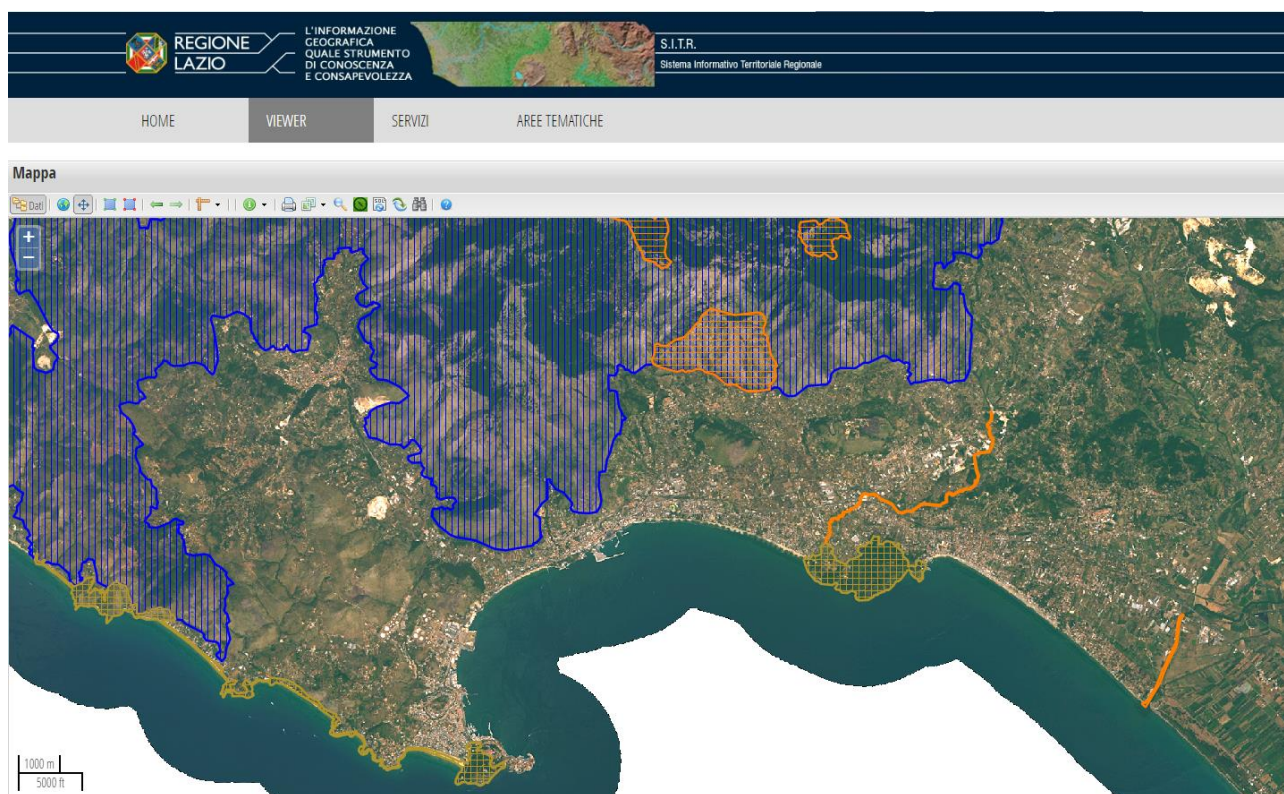 REGIONE
LAZIO
L'INFORMAZIONE
GEOGRAFICA
QUALE STRUMENTO
DI CONOSCENZA
E CONSAPEVOLEZZA
S.I.T.R.
Sistema Informativo Territoriale Regionale
HOME VIEWER SERVIZI AREE TEMATICHE
Mappa
Dati
+
−
1000 m
5000 ft